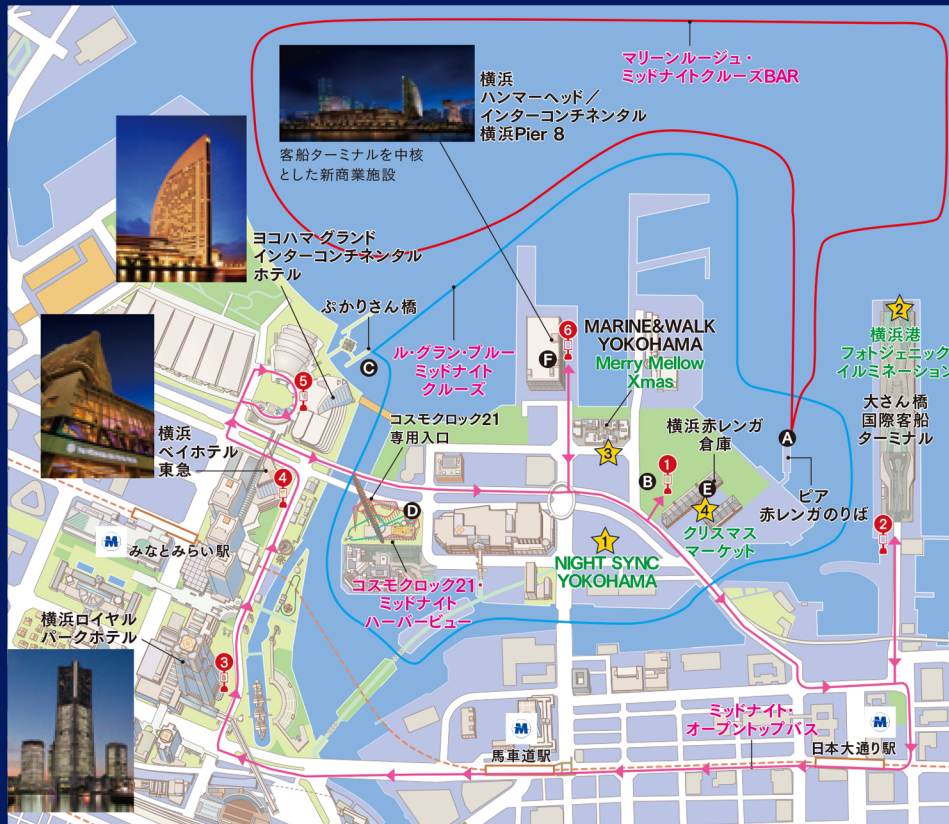 マリーンルージュ・
ミッドナイトクルーズBAR
横浜
ハンマーヘッド／
インターコンチネンタル
横浜Pier 8
客船ターミナルを中核
とした新商業施設
ヨコハマ グランド
インターコンチネンタル
ホテル
ぷかりさん橋
C
ル・グラン・ブルー
ミッドナイト
クルーズ
6
F
MARINE&WALK
YOKOHAMA
Merry Mellow
Xmas
3
2
横浜港
フォトジェニック
イルミネーション
大さん橋
国際客船
ターミナル
2
A
ピア
赤レンガのりば
横浜赤レンガ
倉庫
1
B
E
4
クリスマス
マーケット
1
NIGHT SYNC
YOKOHAMA
5
コスモクロック21
専用入口
D
コスモクロック21・
ミッドナイト
ハーバービュー
横浜
ベイホテル
東急
4
M
みなとみらい駅
横浜ロイヤル
パークホテル
3
M
馬車道駅
ミッドナイト・
オープントップバス
M
日本大通り駅